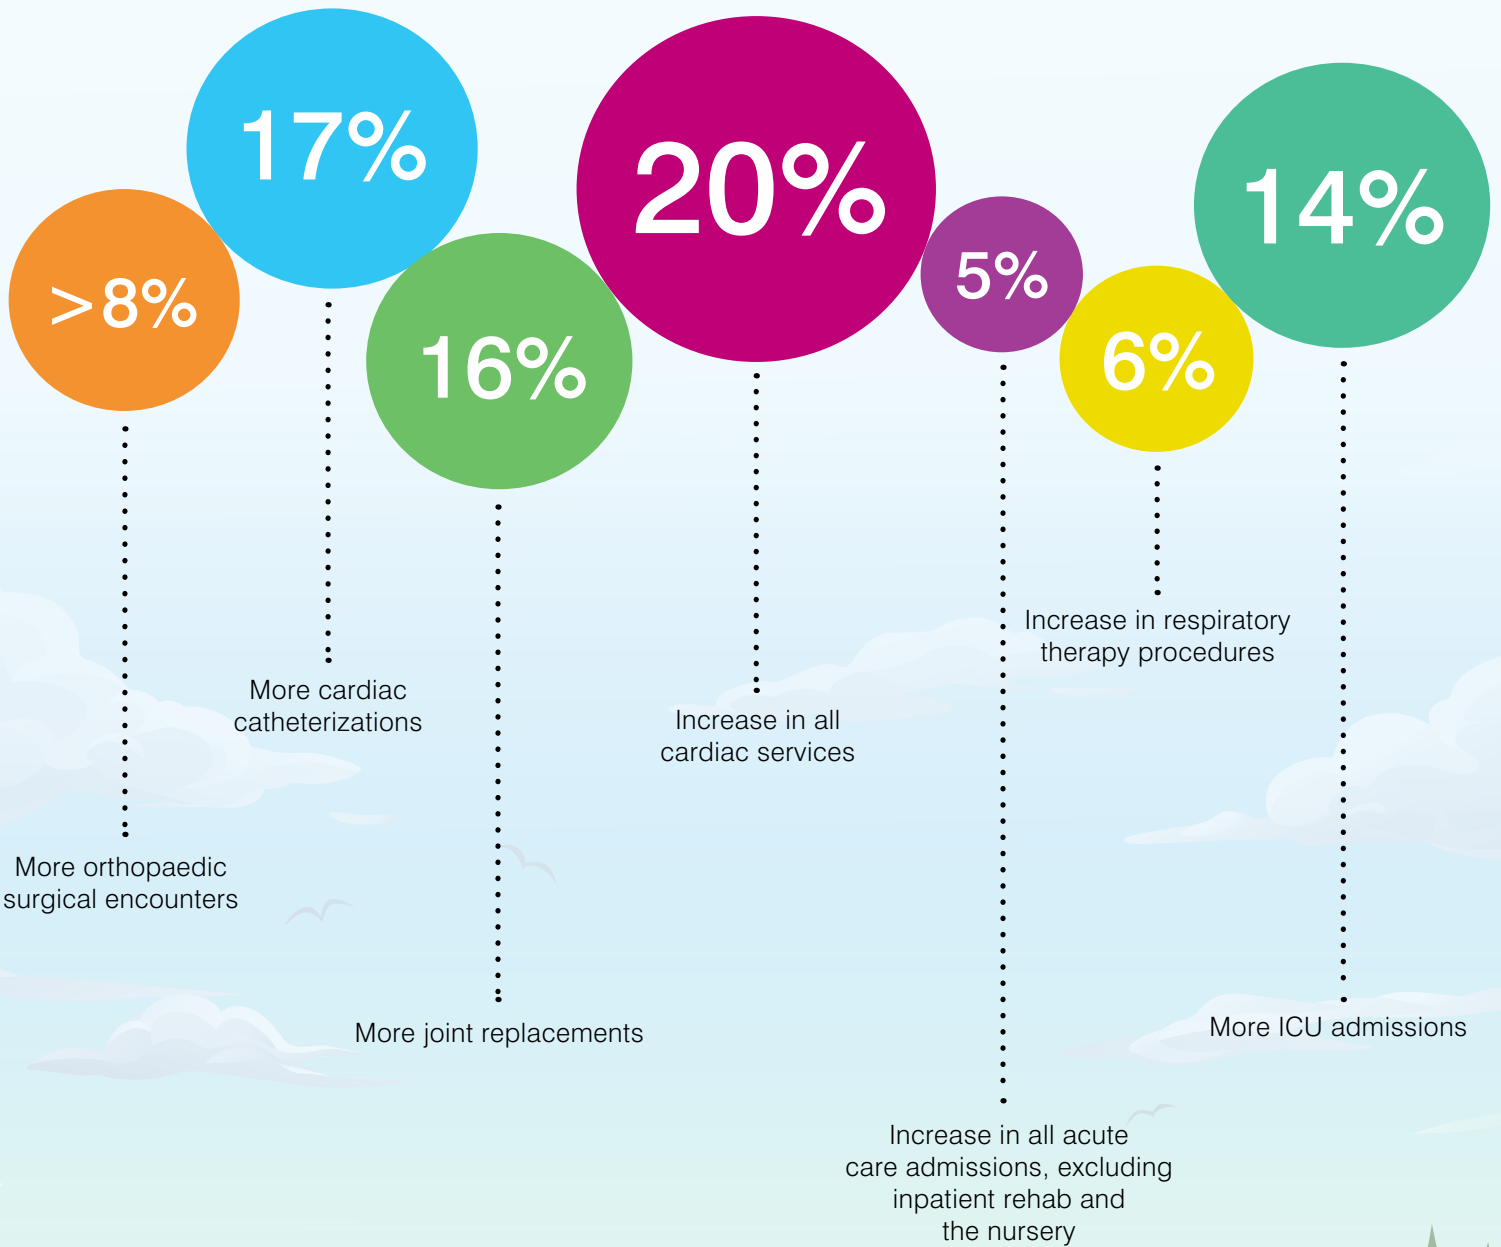 >8%
More orthopaedic
surgical encounters
17%
More cardiac
catheterizations
16%
More joint replacements
20%
Increase in all
cardiac services
5%
Increase in all acute
care admissions, excluding
inpatient rehab and
the nursery
6%
Increase in respiratory
therapy procedures
14%
More ICU admissions